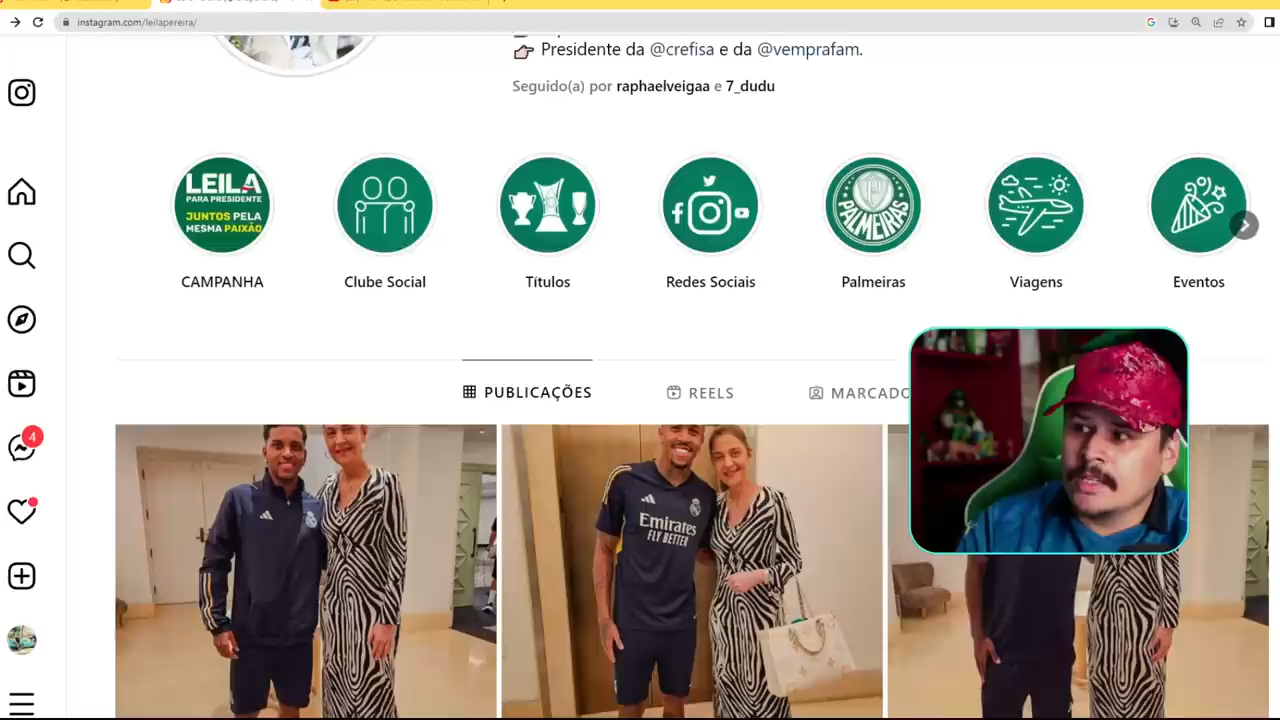 instagram.com/leilapereira/
Presidente da @crefisa e da @vemprafam.
Seguido(a) por raphaelveigaa e 7_dudu
LEILA
PARA PRESIDENTE
JUNTOS PELA
MESMA PAIXÃO
PALMEIRAS
CAMPANHA
Clube Social
Títulos
Redes Sociais
Palmeiras
Viagens
Eventos
PUBLICAÇÕES
REELS
MARCADO
4
Emirates
FLY BETTER